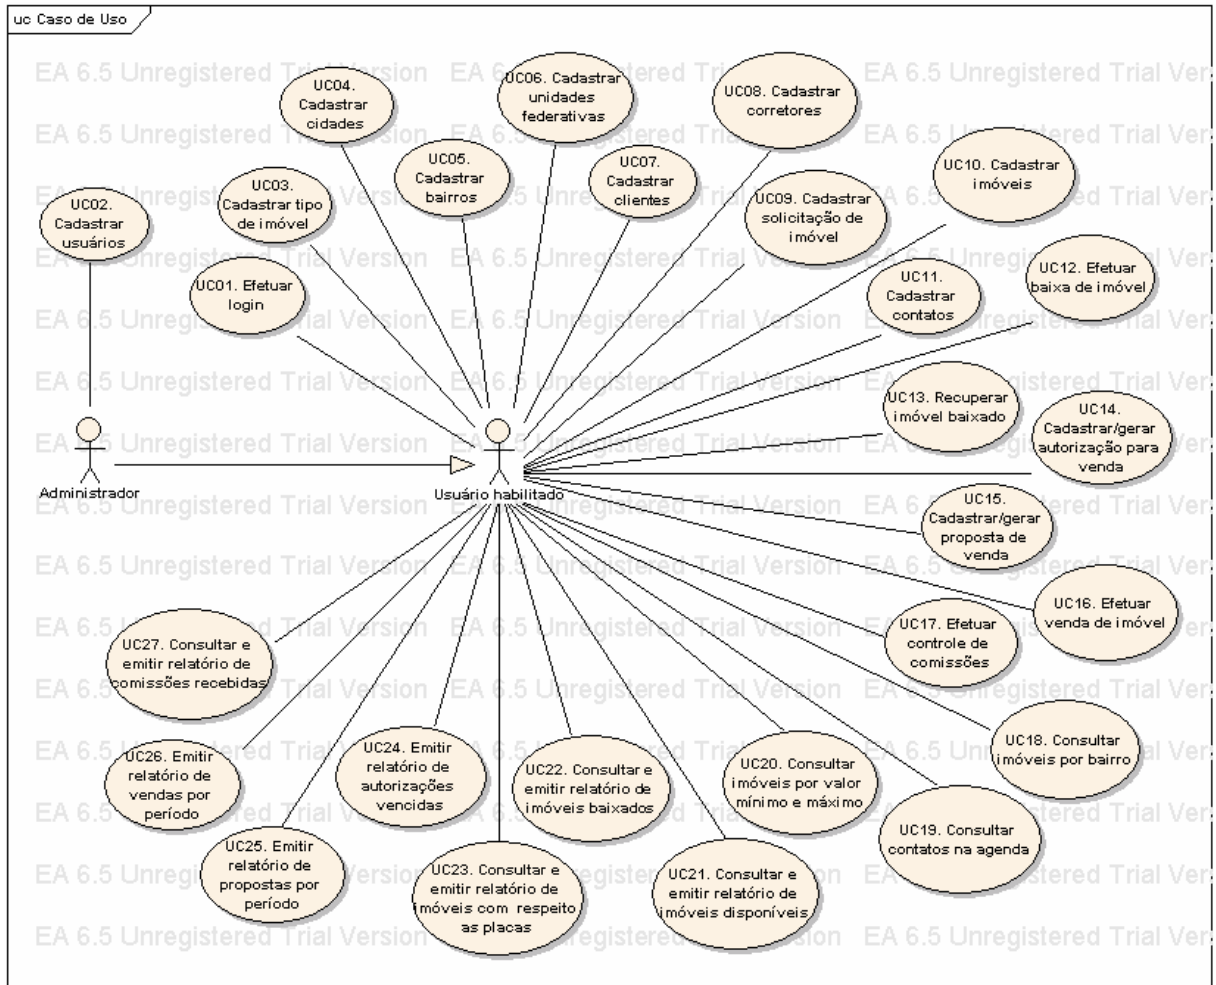 uc Caso de Uso
EA 6.5 Unregistered Trial Version
UC02.
Cadastrar
usuários
UC01. Efetuar
login
UC03.
Cadastrar tipo
de imóvel
UC04.
Cadastrar
cidades
UC05.
Cadastrar
bairros
UC06. Cadastrar
unidades
federativas
UC07.
Cadastrar
clientes
UC08. Cadastrar
corretores
UC09. Cadastrar
solicitação de
imóvel
UC10. Cadastrar
imóveis
UC11.
Cadastrar
contatos
UC12. Efetuar
baixa de imóvel
UC13. Recuperar
imóvel baixado
UC14.
Cadastrar/gerar
autorização para
venda
Administrador
Usuário habilitado
UC15.
Cadastrar/gerar
proposta de
venda
UC16. Efetuar
venda de imóvel
UC17. Efetuar
controle de
comissões
UC18. Consultar
imóveis por bairro
UC19. Consultar
contatos na agenda
UC20. Consultar
imóveis por valor
mínimo e máximo
UC21. Consultar e
emitir relatório de
imóveis disponíveis
UC22. Consultar e
emitir relatório de
imóveis baixados
UC23. Consultar e
emitir relatório de
imóveis com respeito
as placas
UC24. Emitir
relatório de
autorizações
vencidas
UC25. Emitir
relatório de
propostas por
período
UC26. Emitir
relatório de
vendas por
período
UC27. Consultar e
emitir relatório de
comissões recebidas